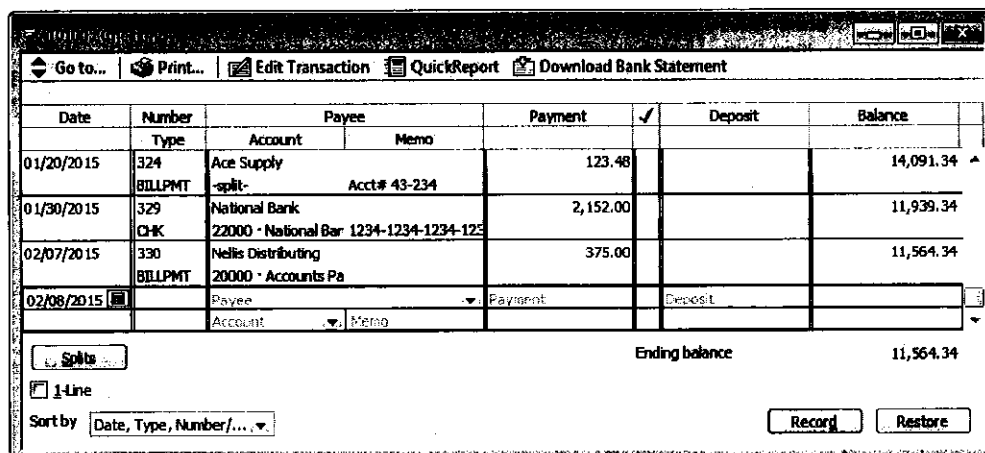 Go to... Print... Edit Transaction QuickReport Download Bank Statement
Date Number Payee Payment ✓ Deposit Balance
Type Account Memo
01/20/2015 324 Ace Supply 123.48 14,091.34
BILLPMT -split- Acct# 43-234
01/30/2015 329 National Bank 2,152.00 11,939.34
CHK 22000 · National Bar 1234-1234-1234-123
02/07/2015 330 Nellis Distributing 375.00 11,564.34
BILLPMT 20000 · Accounts Pa
02/08/2015 Payee Payment Deposit
Account Memo
Splits Ending balance 11,564.34
1-Line
Sort by Date, Type, Number/... Record Restore